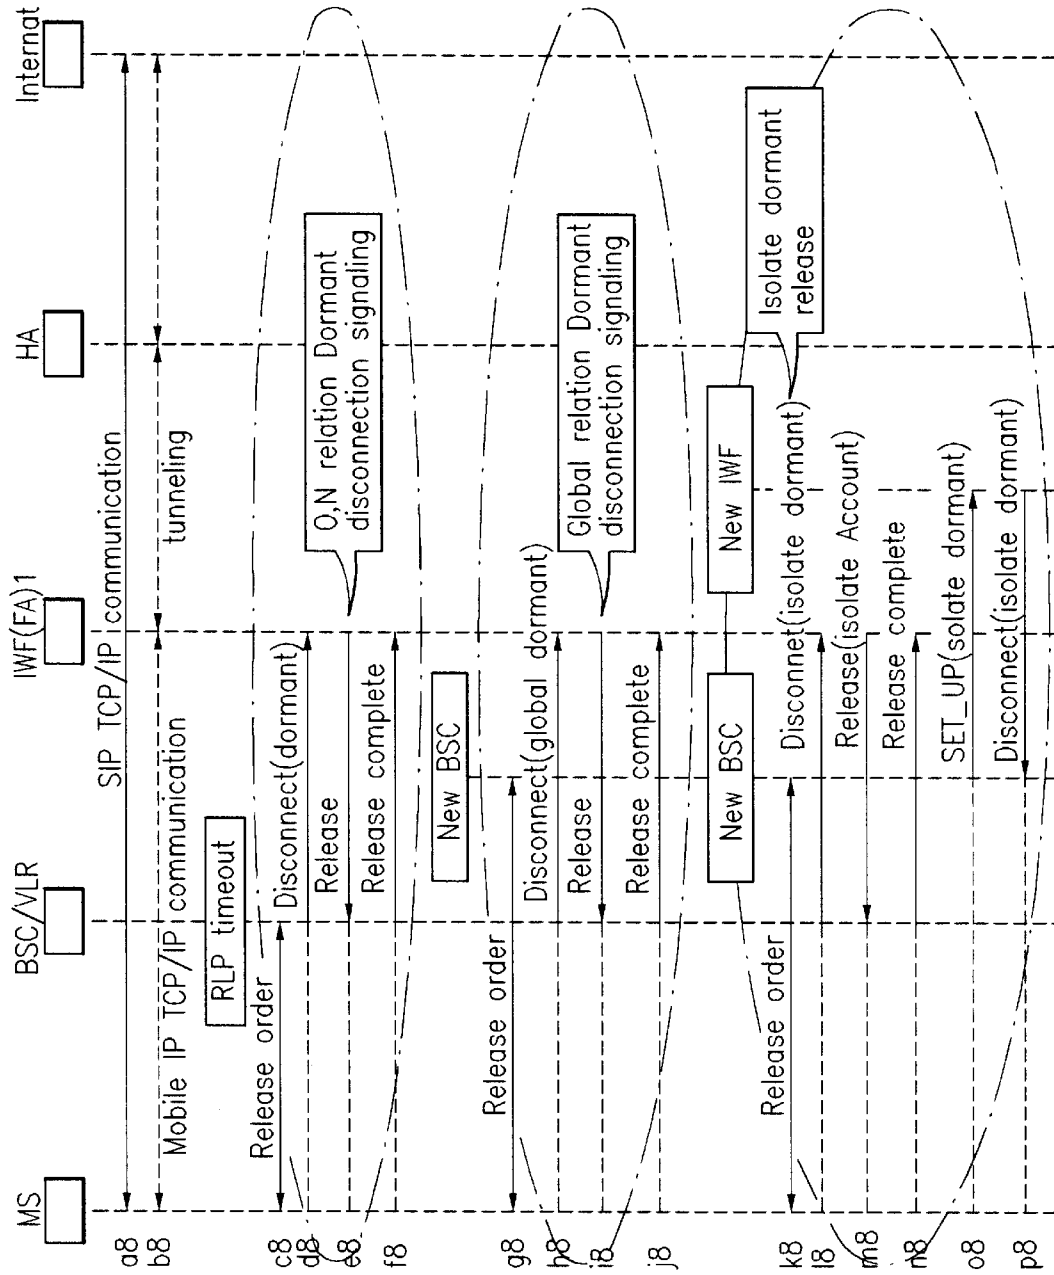 MS
BSC/VLR
IWF(FA)1
HA
Internat
a8
SIP TCP/IP communication
b8
Mobile IP TCP/IP communication
tunneling
RLP timeout
c8
Release order
d8
Disconnect(dormant)
e8
Release
O,N relation Dormant
disconnection signaling
f8
Release complete
New BSC
g8
Release order
h8
Disconnect(global dormant)
i8
Release
Global relation Dormant
disconnection signaling
j8
Release complete
New BSC
New IWF
k8
Release order
l8
Disconnet(isolate dormant)
Isolate dormant
release
m8
Release(isolate Account)
n8
Release complete
o8
SET_UP(solate dormant)
p8
Disconnect(isolate dormant)